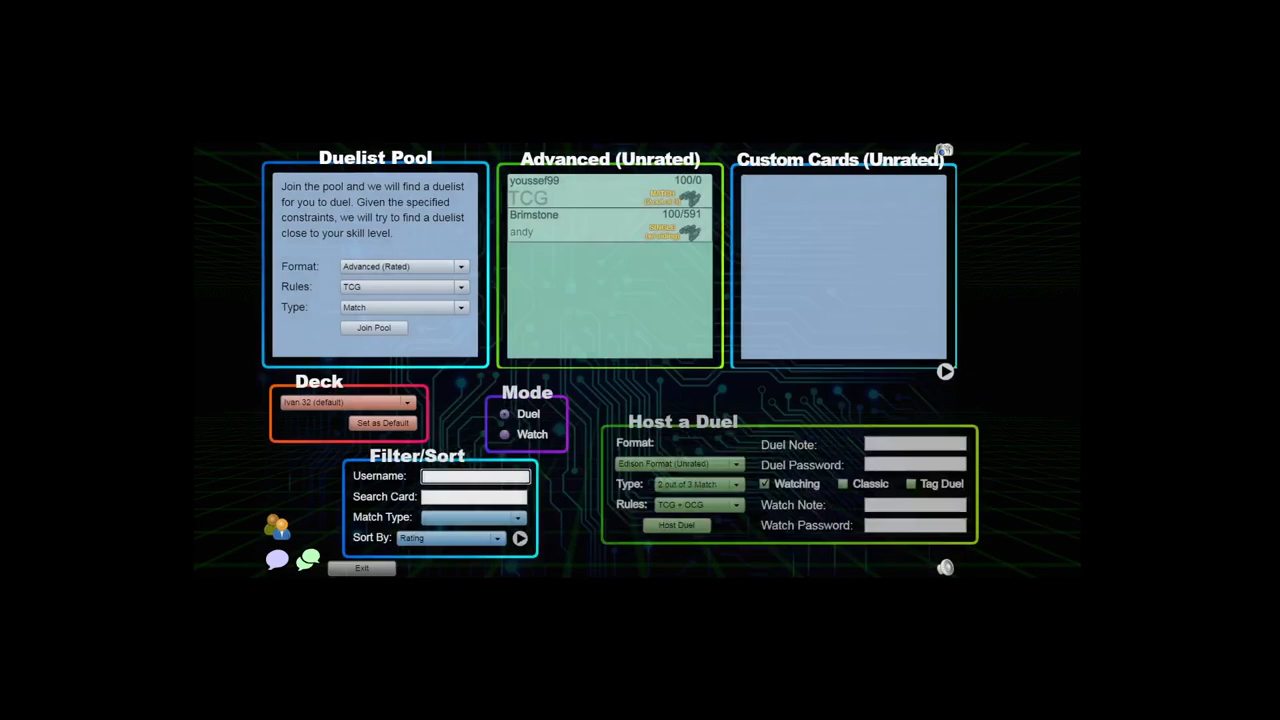 Duelist Pool
Join the pool and we will find a duelist
for you to duel. Given the specified
constraints, we will try to find a duelist
close to your skill level.
Format: Advanced (Rated)
Rules: TCG
Type: Match
Join Pool
Advanced (Unrated)
youssef99 100/0
TCG
Brimstone 100/591
andy SINGLE
Custom Cards (Unrated)
Deck
Ivan 32 (default)
Set as Default
Mode
Duel
Watch
Filter/Sort
Username:
Search Card:
Match Type:
Sort By: Rating
Exit
Host a Duel
Format:
Edison Format (Unrated)
Type: 2 out of 3 Match
Rules: TCG + OCG
Host Duel
Duel Note:
Duel Password:
Watching Classic Tag Duel
Watch Note:
Watch Password: